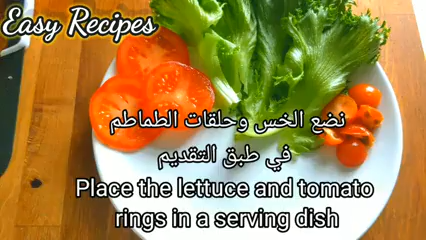 Easy Recipes
نضع الخس وحلقات الطماطم
في طبق التقديم
Place the lettuce and tomato
rings in a serving dish